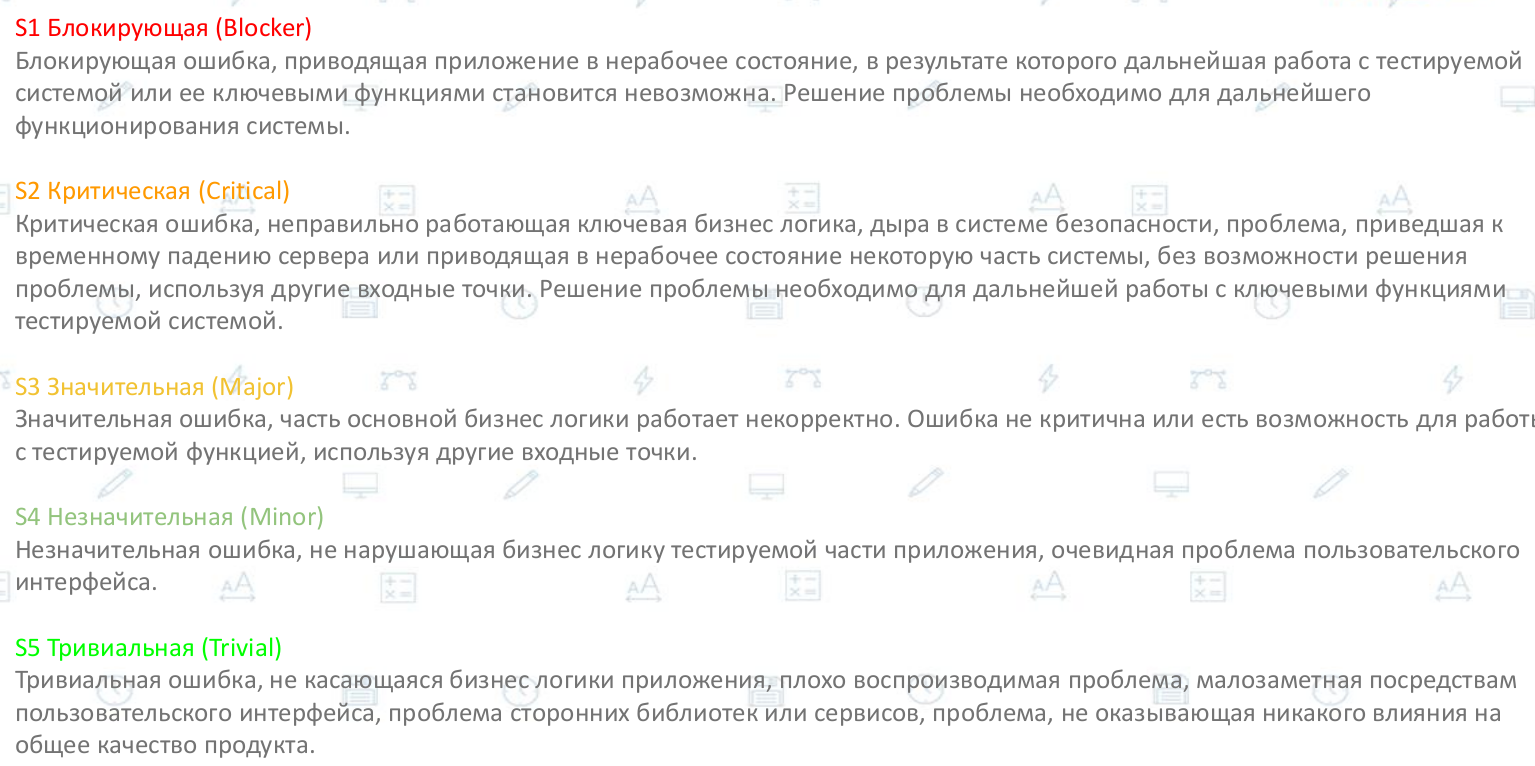 S1 Блокирующая (Blocker)
Блокирующая ошибка, приводящая приложение в нерабочее состояние, в результате которого дальнейшая работа с тестируемой
системой или ее ключевыми функциями становится невозможна. Решение проблемы необходимо для дальнейшего
функционирования системы.
S2 Критическая (Critical)
Критическая ошибка, неправильно работающая ключевая бизнес логика, дыра в системе безопасности, проблема, приведшая к
временному падению сервера или приводящая в нерабочее состояние некоторую часть системы, без возможности решения
проблемы, используя другие входные точки. Решение проблемы необходимо для дальнейшей работы с ключевыми функциями
тестируемой системой.
S3 Значительная (Major)
Значительная ошибка, часть основной бизнес логики работает некорректно. Ошибка не критична или есть возможность для работы
с тестируемой функцией, используя другие входные точки.
S4 Незначительная (Minor)
Незначительная ошибка, не нарушающая бизнес логику тестируемой части приложения, очевидная проблема пользовательского
интерфейса.
S5 Тривиальная (Trivial)
Тривиальная ошибка, не касающаяся бизнес логики приложения, плохо воспроизводимая проблема, малозаметная посредствам
пользовательского интерфейса, проблема сторонних библиотек или сервисов, проблема, не оказывающая никакого влияния на
общее качество продукта.